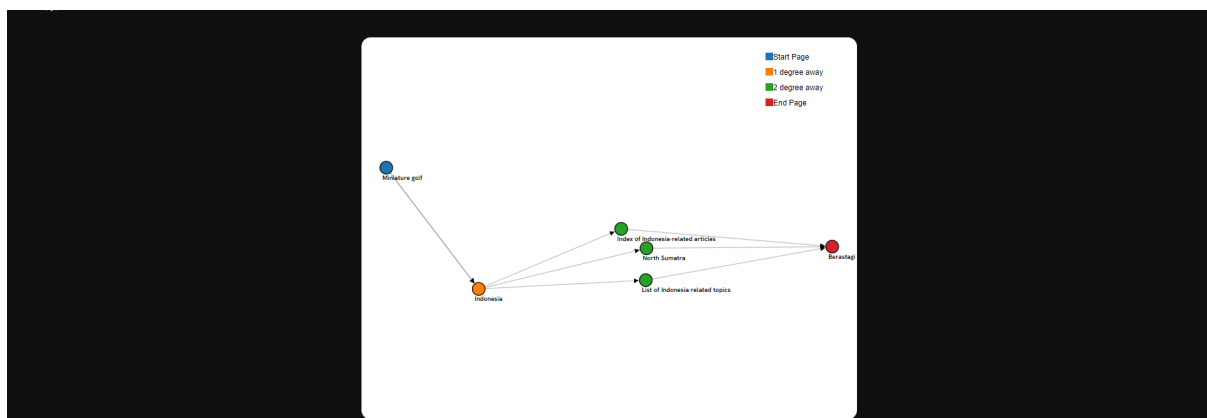 Start Page
1 degree away
2 degree away
End Page
Miniature golf
Index of Indonesia-related articles
North Sumatra
Berastagi
List of Indonesia-related topics
Indonesia